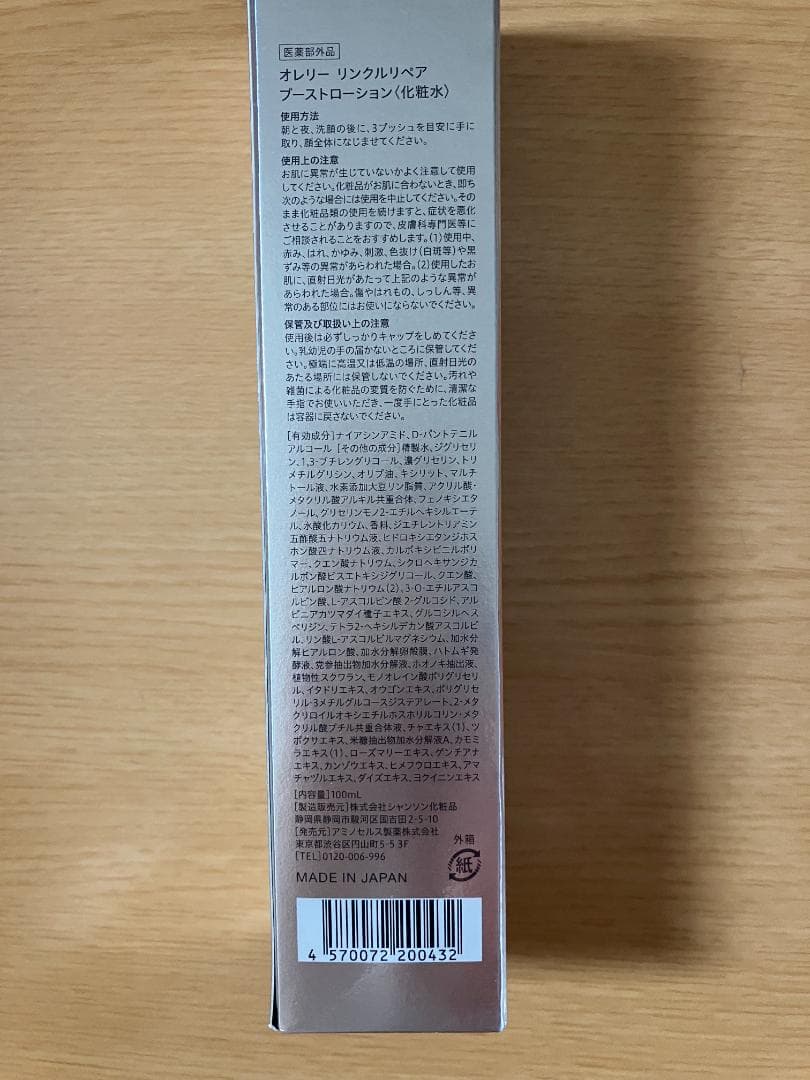 医薬部外品
オレリー リンクルリペア
ブーストローション〈化粧水〉
使用方法
朝と夜、洗顔の後に、3プッシュを目安に手に
取り、顔全体になじませてください。
使用上の注意
お肌に異常が生じていないかよく注意して使用
してください。化粧品がお肌に合わないとき、即ち
次のような場合には使用を中止してください。その
まま化粧品類の使用を続けますと、症状を悪化
させることがありますので、皮膚科専門医等に
ご相談されることをおすすめします。(1)使用中、
赤み、はれ、かゆみ、刺激、色抜け(白斑等)や黒
ずみ等の異常があらわれた場合。(2)使用したお
肌に、直射日光があたって上記のような異常が
あらわれた場合。傷やはれもの、しっしん等、異
常のある部位にはお使いにならないでください。
保管及び取扱い上の注意
使用後は必ずしっかりキャップをしめてくださ
い。乳幼児の手の届かないところに保管してくだ
さい。極端に高温又は低温の場所、直射日光の
あたる場所には保管しないでください。汚れや
雑菌による化粧品の変質を防ぐために、清潔な
手指でお使いいただき、一度手にとった化粧品
は容器に戻さないでください。
[有効成分]ナイアシンアミド、D-パントテニル
アルコール [その他の成分]精製水、ジグリセリ
ン、1,3-ブチレングリコール、濃グリセリン、トリ
メチルグリシン、オリブ油、キシリット、マルチ
トール液、水素添加大豆リン脂質、アクリル酸・
メタクリル酸アルキル共重合体、フェノキシエタ
ノール、グリセリンモノ2-エチルヘキシルエーテ
ル、水酸化カリウム、香料、ジエチレントリアミン
五酢酸五ナトリウム液、ヒドロキシエタンジホス
ホン酸四ナトリウム液、カルボキシビニルポリ
マー、クエン酸ナトリウム、シクロヘキサンジカ
ルボン酸ビスエトキシジグリコール、クエン酸、
ヒアルロン酸ナトリウム(2)、3-O-エチルアスコ
ルビン酸、L-アスコルビン酸 2-グルコシド、アル
ピニアカツマダイ種子エキス、グルコシルヘス
ペリジン、テトラ2-ヘキシルデカン酸アスコルビ
ル、リン酸L-アスコルビルマグネシウム、加水分
解ヒアルロン酸、加水分解卵殻膜、ハトムギ発
酵液、党参抽出物加水分解液、ホオノキ抽出液、
植物性スクワラン、モノオレイン酸ポリグリセリ
ル、イタドリエキス、オウゴンエキス、ポリグリセ
リル-3メチルグルコースジステアレート、2-メタ
クリロイルオキシエチルホスホリルコリン・メタ
クリル酸ブチル共重合体液、チャエキス(1)、ツ
ボクサエキス、米糠抽出物加水分解液A、カモミ
ラエキス(1)、ローズマリーエキス、ゲンチアナ
エキス、カンゾウエキス、ヒメフウロエキス、アマ
チャヅルエキス、ダイズエキス、ヨクイニンエキス
[内容量]100mL
[製造販売元]株式会社シャンソン化粧品
静岡県静岡市駿河区国吉田2-5-10
[発売元]アミノセルス製薬株式会社
東京都渋谷区円山町5-5 3F
[TEL]0120-006-996
外箱
紙
MADE IN JAPAN
4 570072 200432